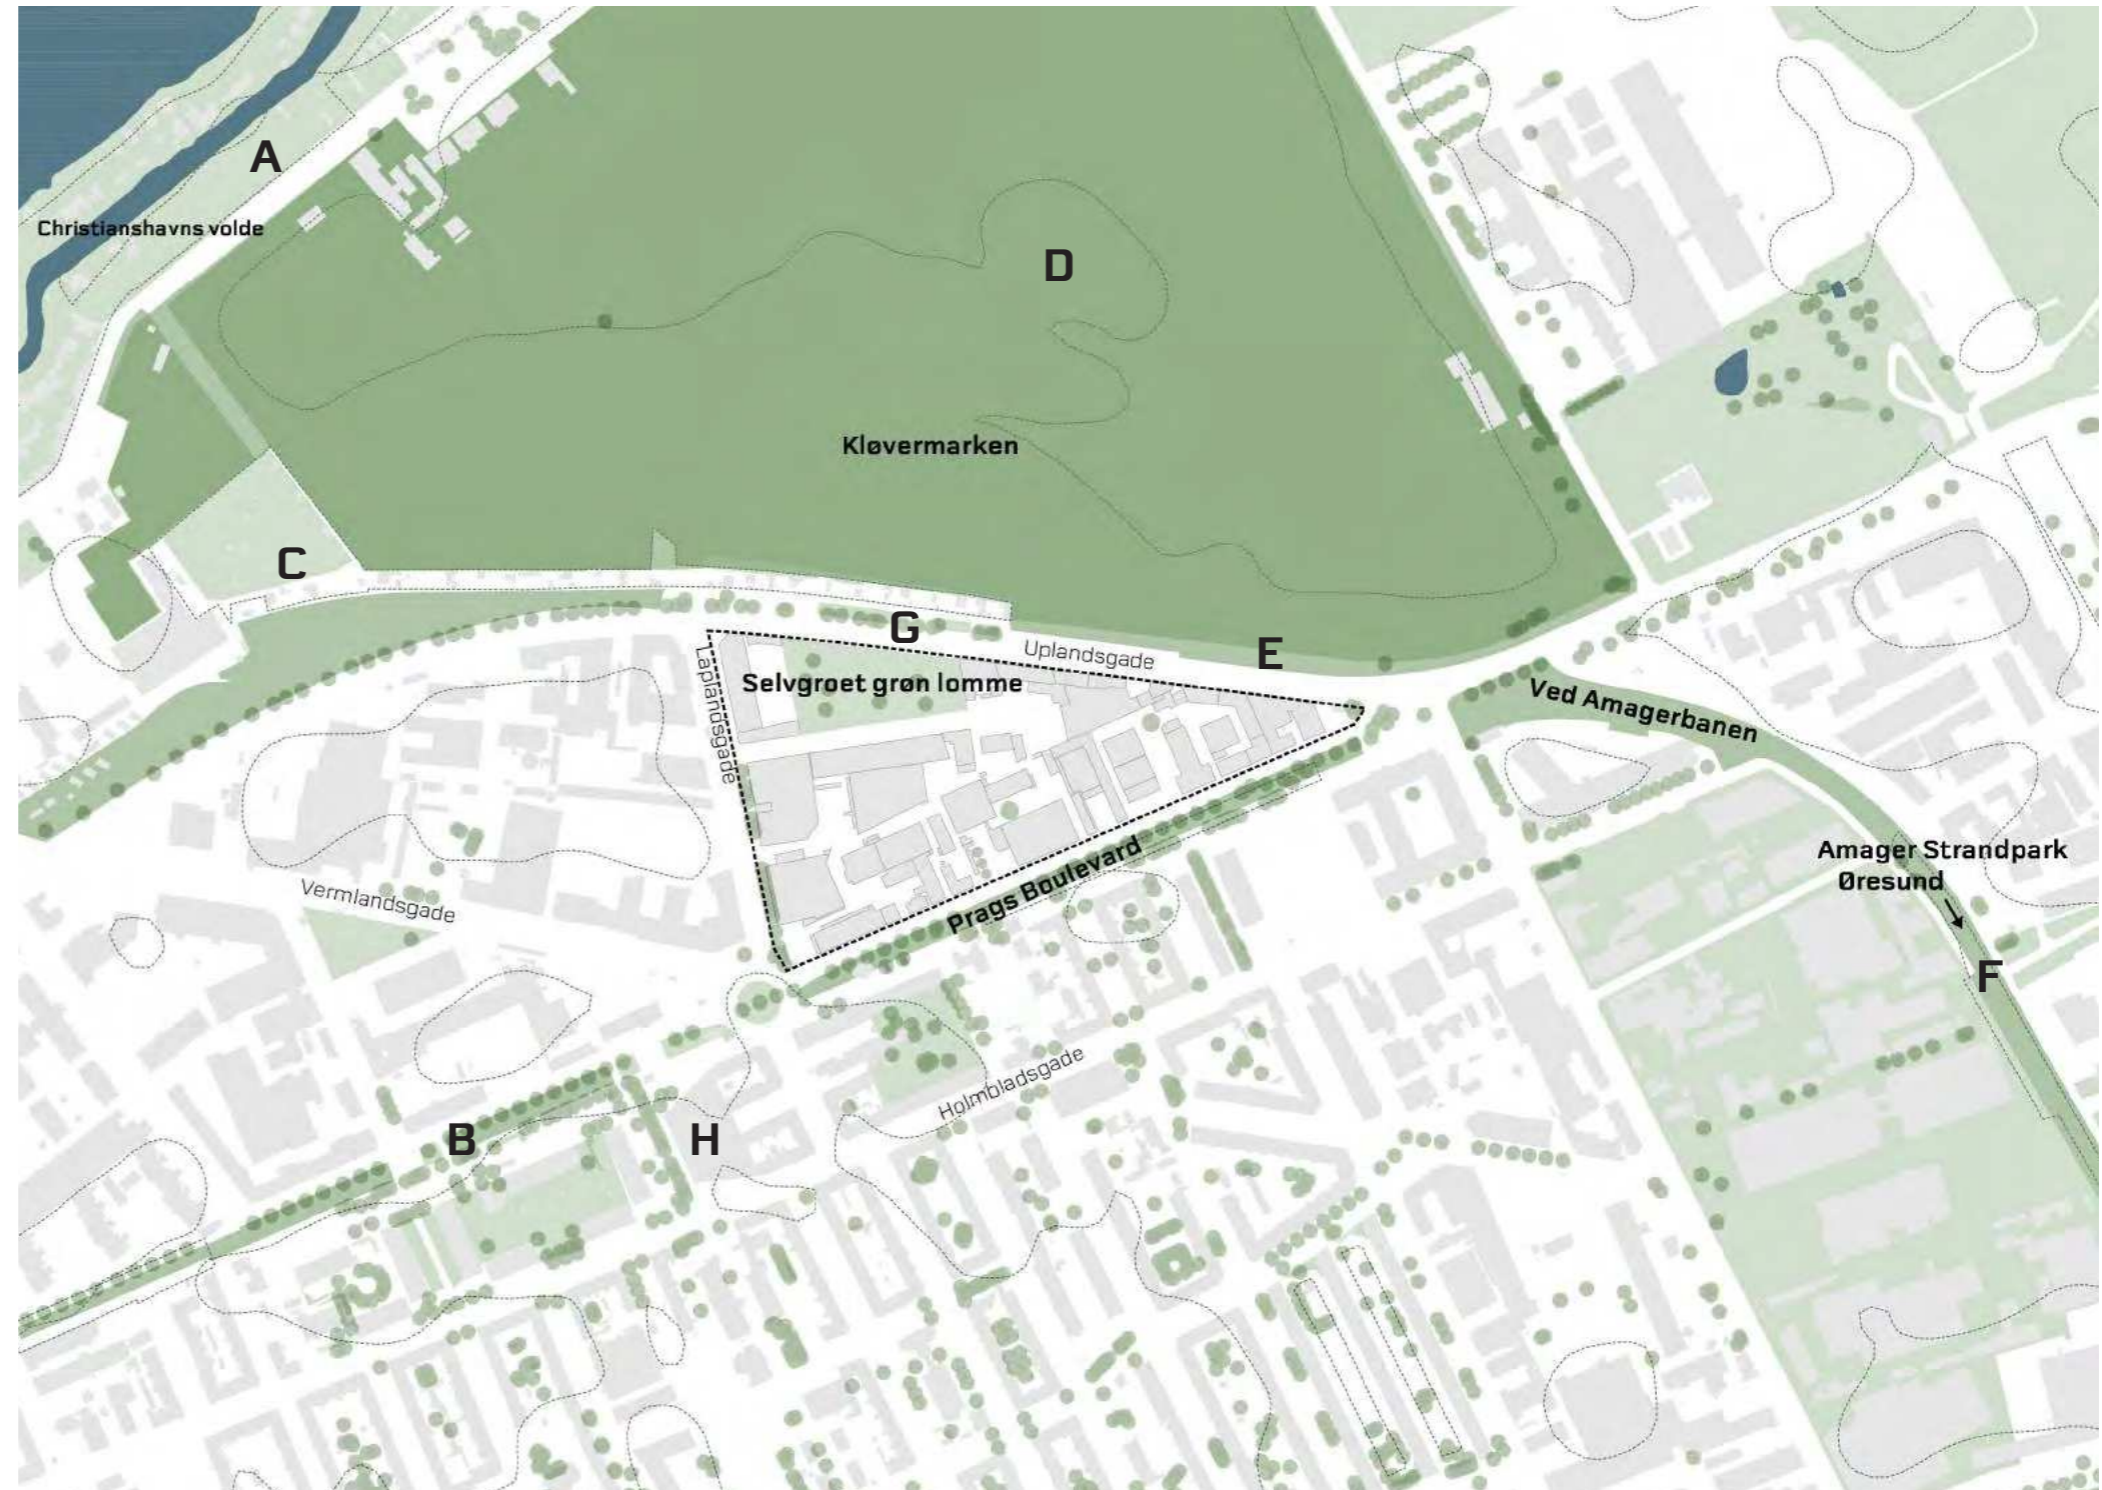 A
Christianshavns volde
D
Kløvermarken
C
G
Uplandsgade
E
Laplandsgade
Selvgroet grøn lomme
Ved Amagerbanen
Prags Boulevard
Amager Strandpark
Øresund
Vermlandsgade
F
Holmbladsgade
B
H